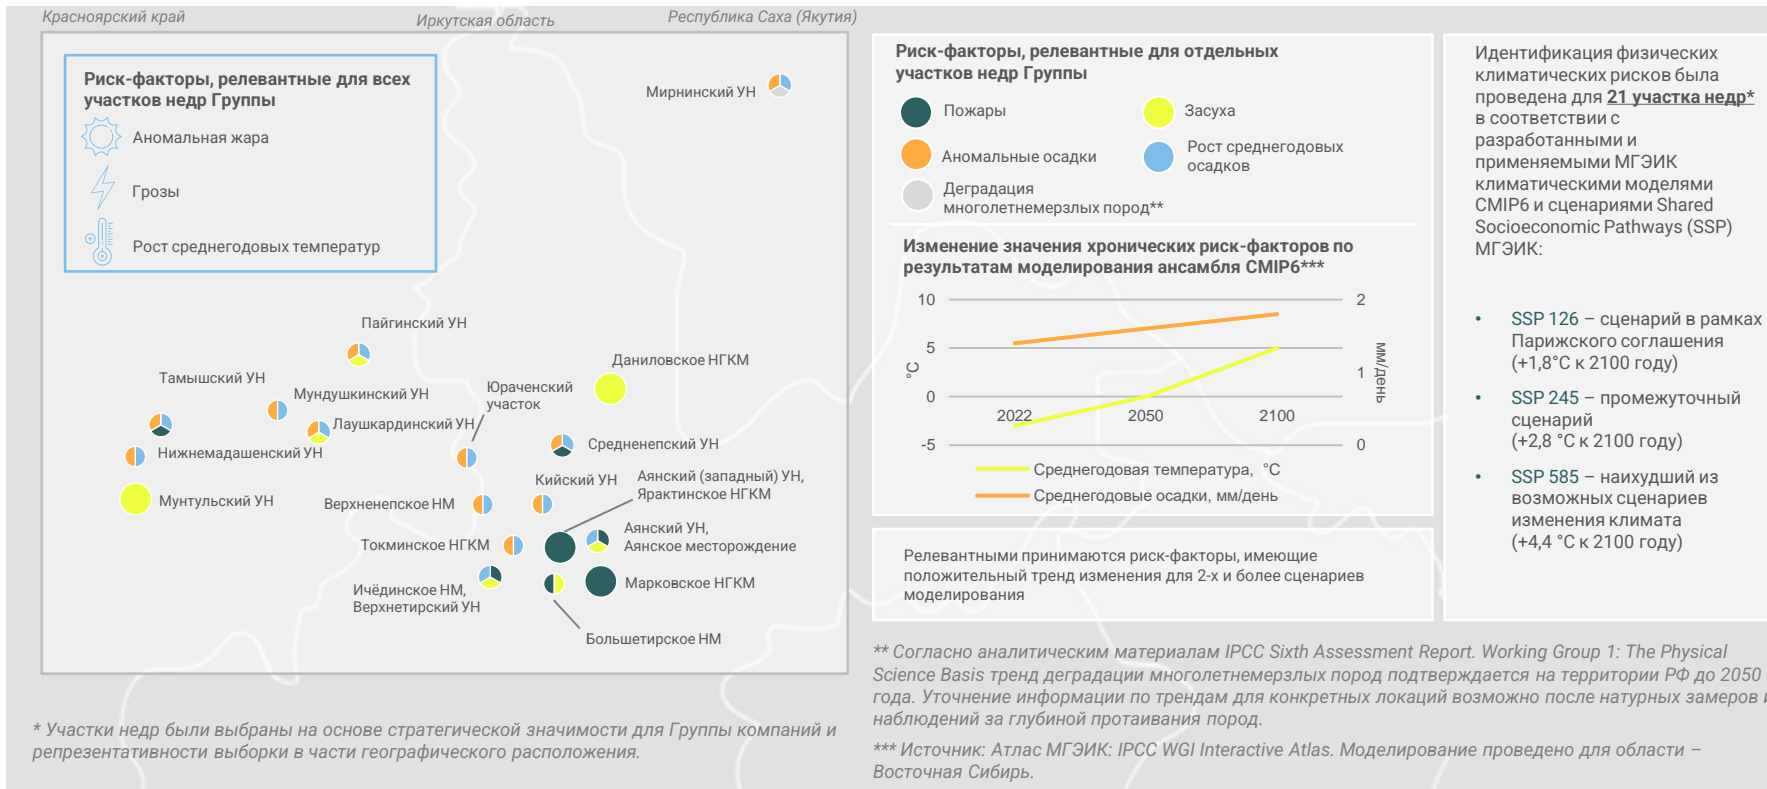 Красноярский край
Иркутская область
Республика Саха (Якутия)
Риск-факторы, релевантные для всех
участков недр Группы
Аномальная жара
Грозы
Рост среднегодовых температур
Мирнинский УН
Пайгинский УН
Тамышский УН
Мундушкинский УН
Лаушкардинский УН
Нижнемадашенский УН
Мунтульский УН
Юраченский
участок
Даниловское НГКМ
Средненепский УН
Кийский УН
Аянский (западный) УН,
Ярактинское НГКМ
Верхненепское НМ
Токминское НГКМ
Аянский УН,
Аянское месторождение
Ичёдинское НМ,
Верхнетирский УН
Марковское НГКМ
Большетирское НМ
* Участки недр были выбраны на основе стратегической значимости для Группы компаний и
репрезентативности выборки в части географического расположения.
Риск-факторы, релевантные для отдельных
участков недр Группы
Пожары
Засуха
Аномальные осадки
Рост среднегодовых
осадков
Деградация
многолетнемерзлых пород**
Изменение значения хронических риск-факторов по
результатам моделирования ансамбля CMIP6***
10
5
0
-5
°C
2
1
0
мм/день
2022
2050
2100
Среднегодовая температура, °C
Среднегодовые осадки, мм/день
Релевантными принимаются риск-факторы, имеющие
положительный тренд изменения для 2-х и более сценариев
моделирования
Идентификация физических
климатических рисков была
проведена для 21 участка недр*
в соответствии с
разработанными и
применяемыми МГЭИК
климатическими моделями
CMIP6 и сценариями Shared
Socioeconomic Pathways (SSP)
МГЭИК:
• SSP 126 – сценарий в рамках
Парижского соглашения
(+1,8°C к 2100 году)
• SSP 245 – промежуточный
сценарий
(+2,8 °C к 2100 году)
• SSP 585 – наихудший из
возможных сценариев
изменения климата
(+4,4 °C к 2100 году)
** Согласно аналитическим материалам IPCC Sixth Assessment Report. Working Group 1: The Physical
Science Basis тренд деградации многолетнемерзлых пород подтверждается на территории РФ до 2050
года. Уточнение информации по трендам для конкретных локаций возможно после натурных замеров и
наблюдений за глубиной протаивания пород.
*** Источник: Атлас МГЭИК: IPCC WGI Interactive Atlas. Моделирование проведено для области –
Восточная Сибирь.